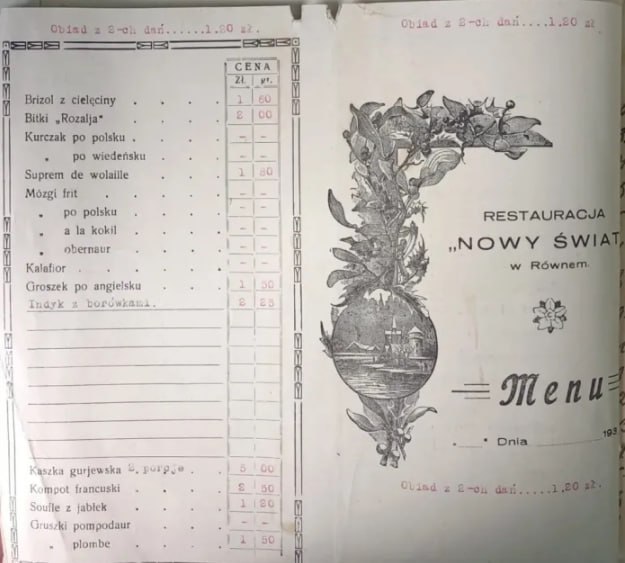 Obiad z 2-ch dań......1.20 zł.
CENA
Zł. gr.
Brizol z cielęciny . . . . 1 60
Bitki „Rozalja" . . . . 2 00
Kurczak po polsku . . . . — —
„ po wiedeńsku . . . — —
Suprem de wolaille . . . 1 80
Mózgi frit . . . . — —
„ po polsku . . . — —
„ a la kokil . . . — —
„ obernaur . . . — —
Kalafior . . . . . — —
Groszek po angielsku . . . 1 50
Indyk z borówkami. 2 25
Kaszka gurjewska 2 porcje . . 5 00
Kompot francuski . . . . 2 50
Soufle z jabłek . . . . 1 20
Gruszki pompodaur . . . — —
„ plombe . . . . 1 50
Obiad z 2-ch dań.....1.20 zł
RESTAURACJA
„NOWY ŚWIAT
w Równem.
Menu
„ " Dnia 193
Obiad z 2-ch dań.....1.20 zł.